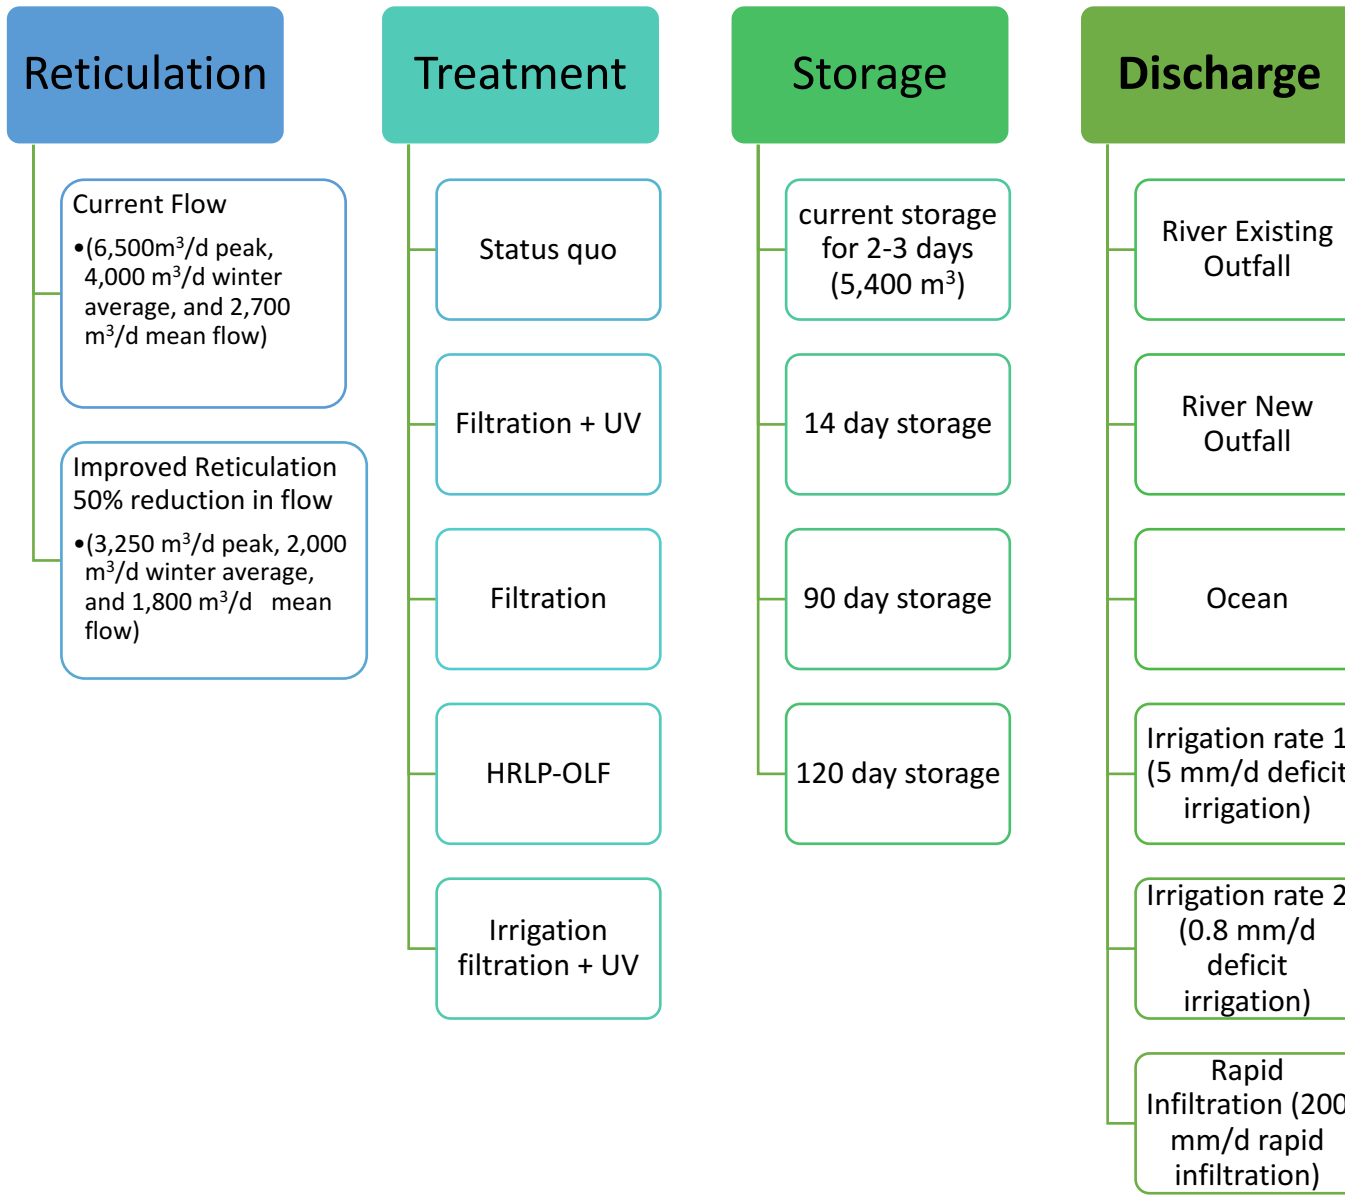 Reticulation
Current Flow
•(6,500m³/d peak,
4,000 m³/d winter
average, and 2,700
m³/d mean flow)
Improved Reticulation
50% reduction in flow
•(3,250 m³/d peak, 2,000
m³/d winter average,
and 1,800 m³/d mean
flow)
Treatment
Status quo
Filtration + UV
Filtration
HRLP-OLF
Irrigation
filtration + UV
Storage
current storage
for 2-3 days
(5,400 m³)
14 day storage
90 day storage
120 day storage
Discharge
River Existing
Outfall
River New
Outfall
Ocean
Irrigation rate 1
(5 mm/d deficit
irrigation)
Irrigation rate 2
(0.8 mm/d
deficit
irrigation)
Rapid
Infiltration (200
mm/d rapid
infiltration)